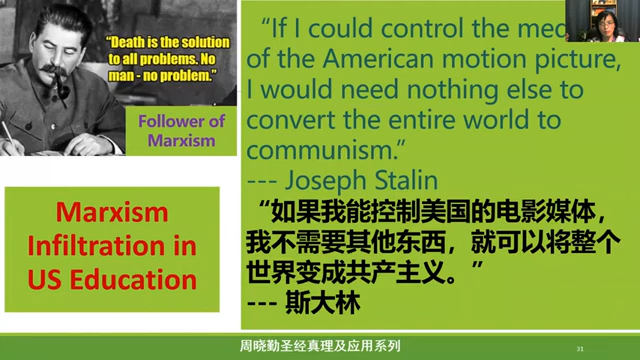 “Death is the solution
to all problems. No
man - no problem.”
Follower of
Marxism
Marxism
Infiltration in
US Education
“If I could control the
of the American motion picture,
I would need nothing else to
convert the entire world to
communism.”
--- Joseph Stalin
“如果我能控制美国的电影媒体，
我不需要其他东西，就可以将整个
世界变成共产主义。”
--- 斯大林
周晓勤圣经真理及应用系列
31